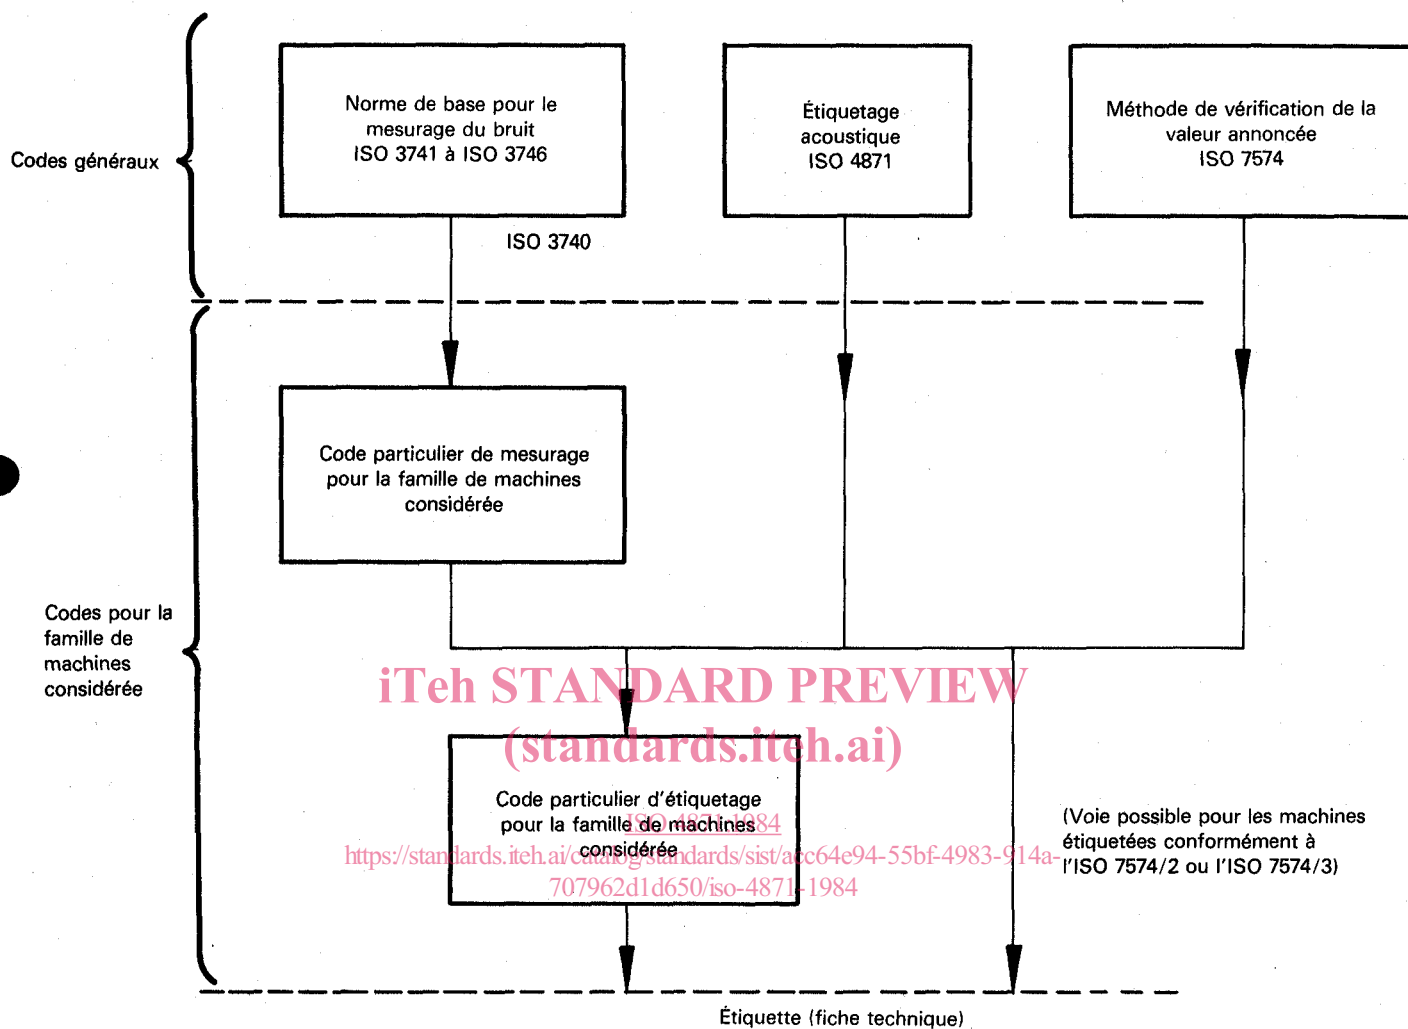 Norme de base pour le
mesurage du bruit
ISO 3741 à ISO 3746
Étiquetage
acoustique
ISO 4871
Méthode de vérification de la
valeur annoncée
ISO 7574
Codes généraux
ISO 3740
Code particulier de mesurage
pour la famille de machines
considérée
Codes pour la
famille de
machines
considérée
iTeh STANDARD PREVIEW
(standards.iteh.ai)
Code particulier d'étiquetage
pour la famille de machines
considérée
ISO 4871:1984
https://standards.iteh.ai/catalog/standards/sist/acc64e94-55bf-4983-914a-
707962d1d650/iso-4871-1984
(Voie possible pour les machines
étiquetées conformément à
l'ISO 7574/2 ou l'ISO 7574/3)
Étiquette (fiche technique)